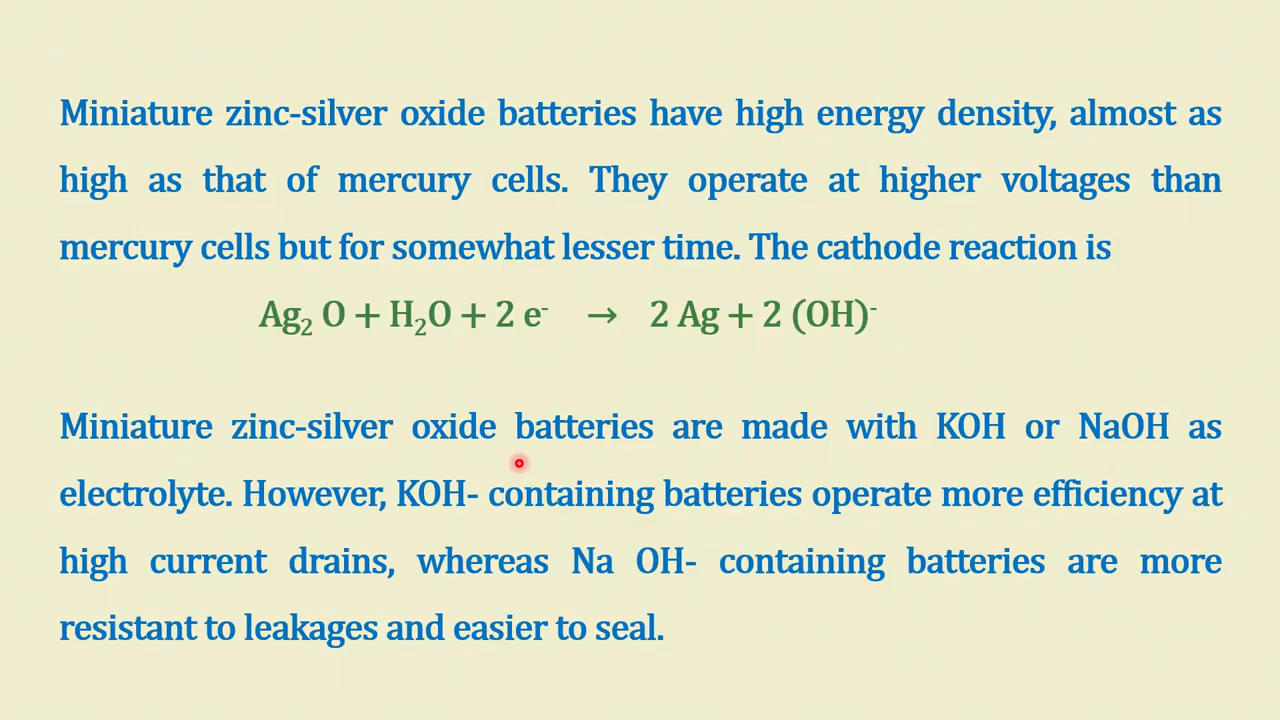 Miniature zinc-silver oxide batteries have high energy density, almost as
high as that of mercury cells. They operate at higher voltages than
mercury cells but for somewhat lesser time. The cathode reaction is
Ag₂ O + H₂O + 2 e⁻ → 2 Ag + 2 (OH)⁻
Miniature zinc-silver oxide batteries are made with KOH or NaOH as
electrolyte. However, KOH- containing batteries operate more efficiency at
high current drains, whereas Na OH- containing batteries are more
resistant to leakages and easier to seal.